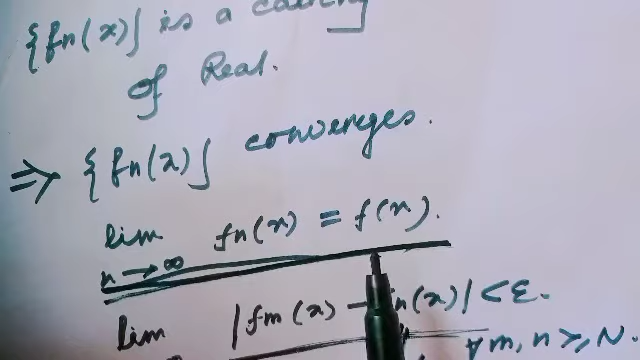 {fn(x)} is a
of Real.
⇒ {fn(x)} converges.
lim fn(x) = f(x).
n→∞
lim |fm(x) - fn(x)| < ε.
∀ m, n ≥, N.